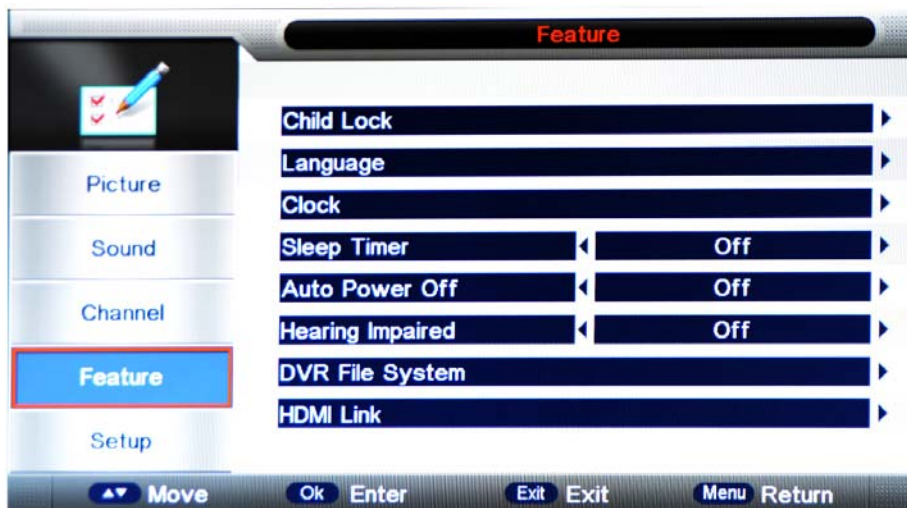 Feature
Picture
Sound
Channel
Feature
Setup
Child Lock
Language
Clock
Sleep Timer Off
Auto Power Off Off
Hearing Impaired Off
DVR File System
HDMI Link
Move Ok Enter Exit Exit Menu Return